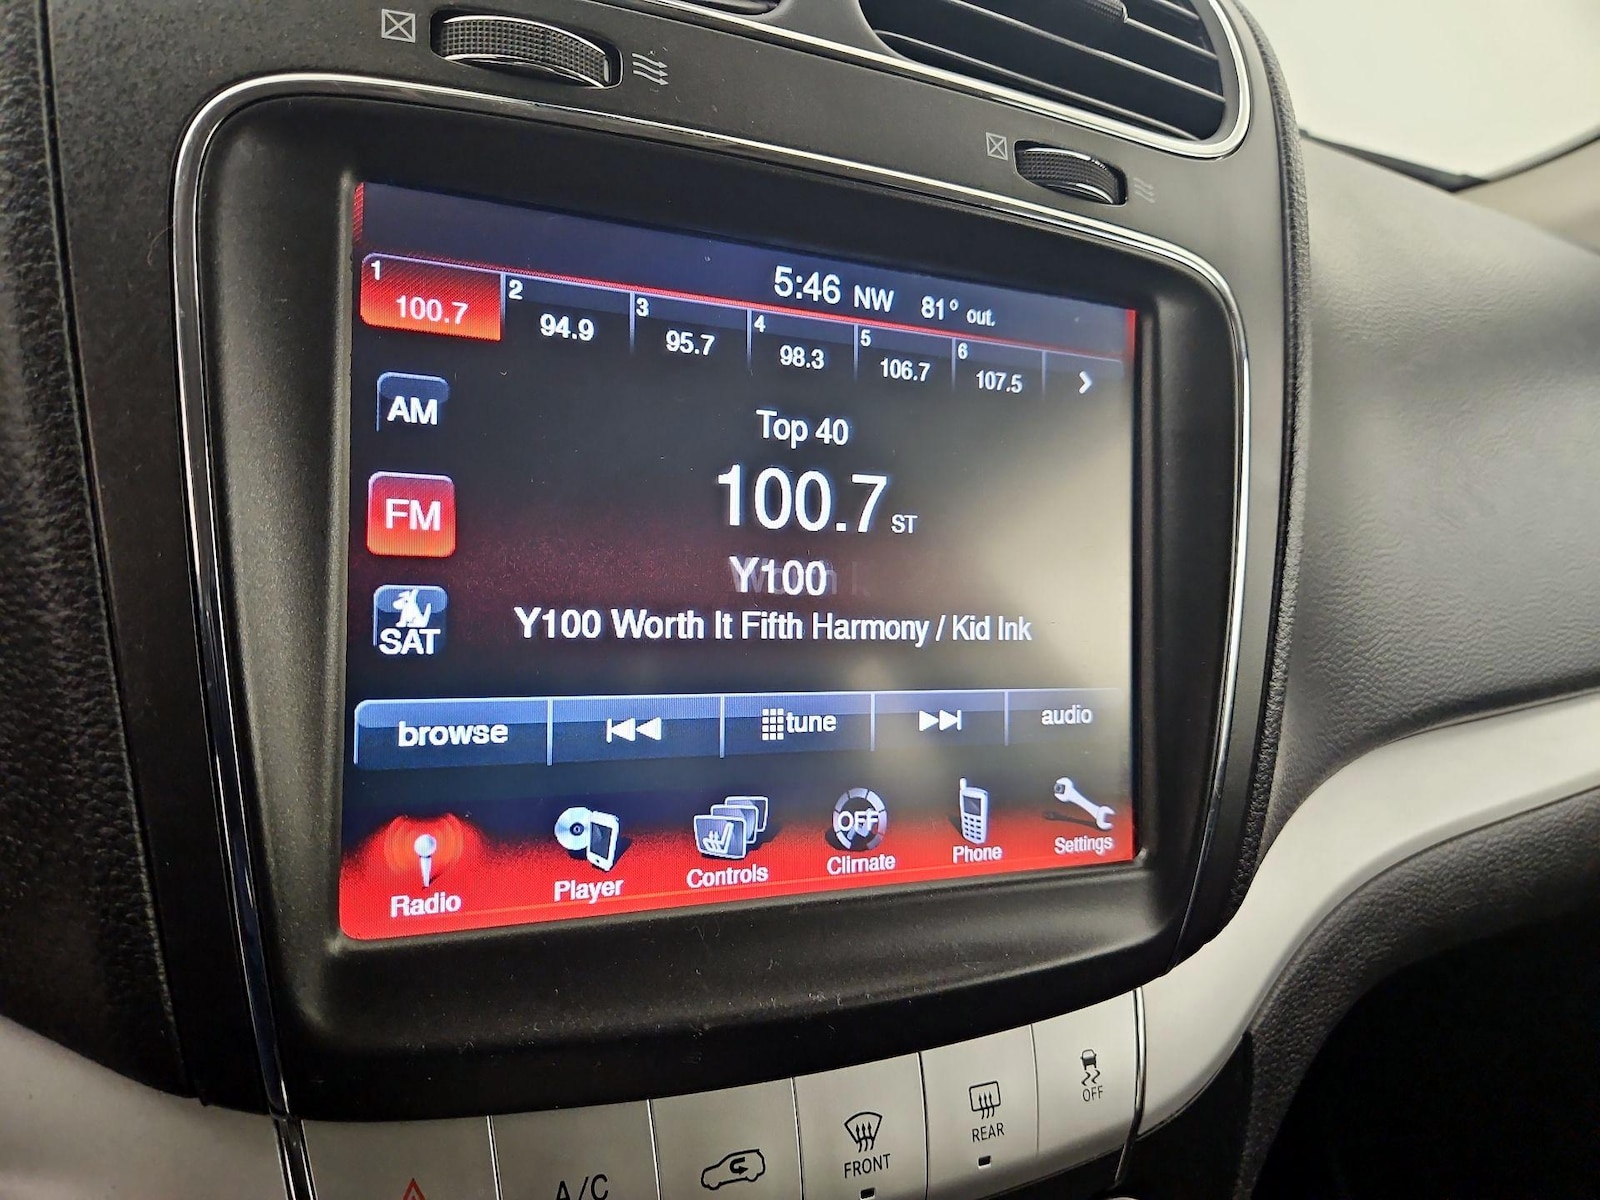 5:46 NW 81° out.
1 100.7 2 94.9 3 95.7 4 98.3 5 106.7 6 107.5
AM
Top 40
FM
100.7 ST
Y100
SAT
Y100 Worth It Fifth Harmony / Kid Ink
browse tune audio
Radio Player Controls OFF Climate Phone Settings
A/C FRONT REAR OFF